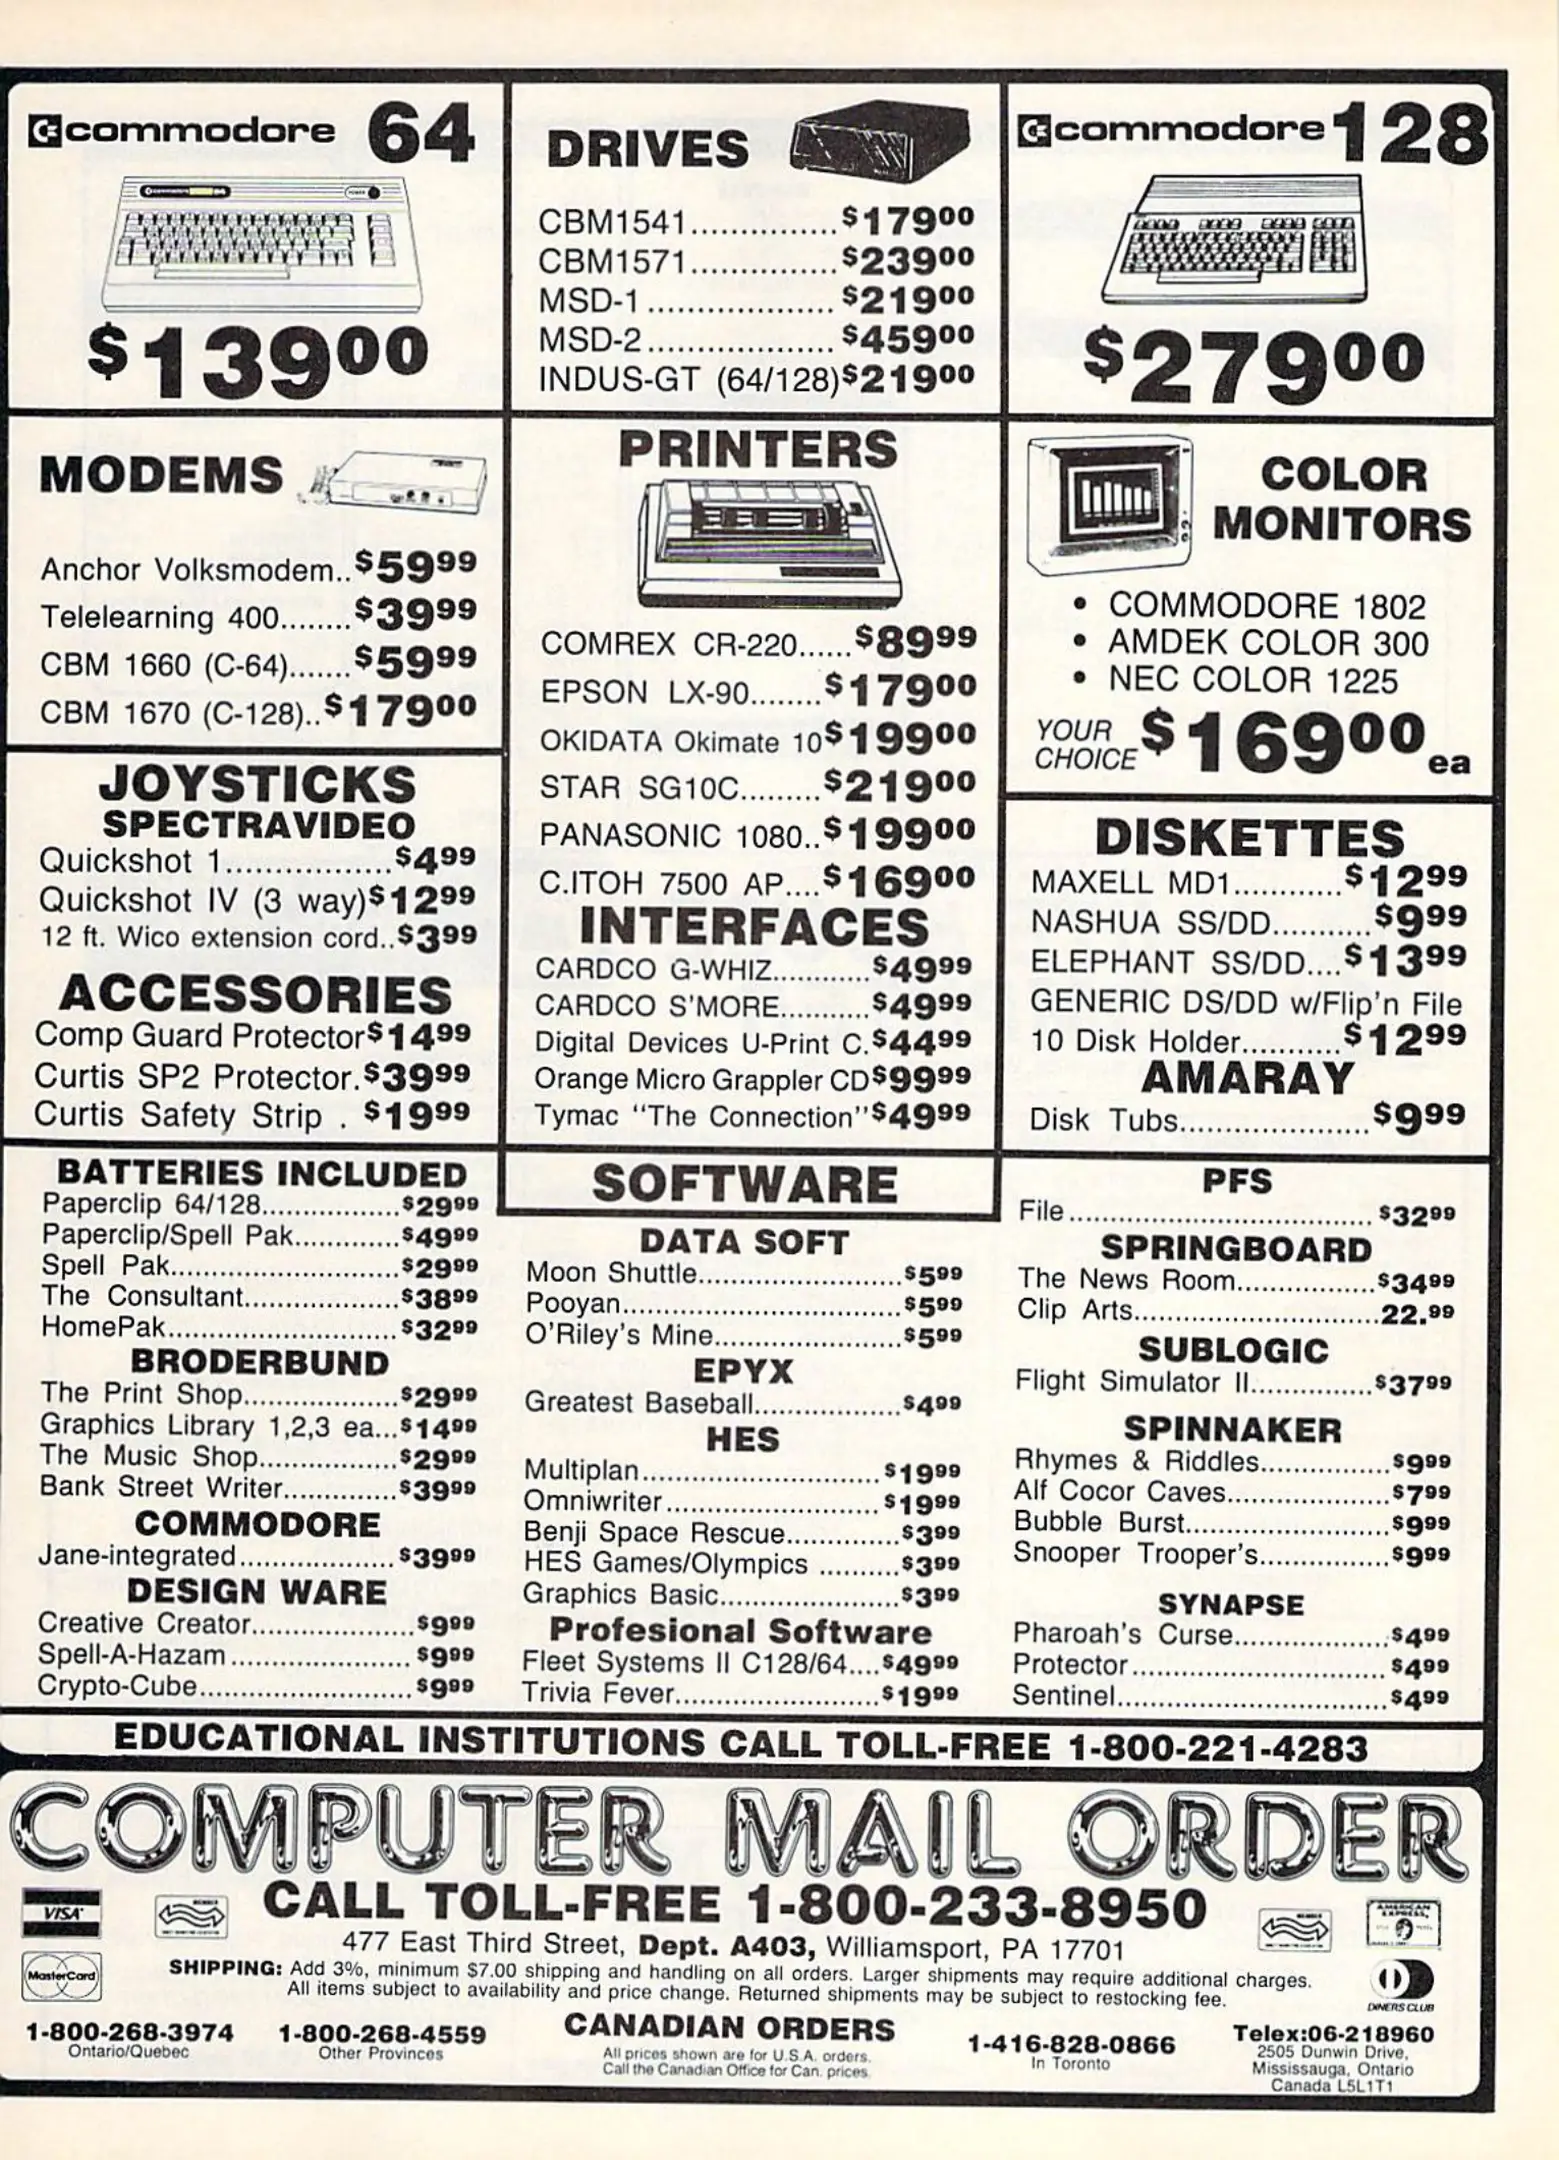 commodore 64
$139.00
DRIVES
CBM1541...............$179.00
CBM1571...............$239.00
MSD-1...................$219.00
MSD-2...................$459.00
INDUS-GT (64/128)$219.00
commodore 128
$279.00
MODEMS
Anchor Volksmodem..$59.99
Telelearning 400........$39.99
CBM 1660 (C-64).......$59.99
CBM 1670 (C-128)..$179.00
JOYSTICKS
SPECTRAVIDEO
Quickshot 1.................$4.99
Quickshot IV (3 way)$12.99
12 ft. Wico extension cord..$3.99
ACCESSORIES
Comp Guard Protector$14.99
Curtis SP2 Protector.$39.99
Curtis Safety Strip . $19.99
PRINTERS
COMREX CR-220......$89.99
EPSON LX-90........$179.00
OKIDATA Okimate 10$199.00
STAR SG10C.........$219.00
PANASONIC 1080..$199.00
C.ITOH 7500 AP....$169.00
INTERFACES
CARDCO G-WHIZ...........$49.99
CARDCO S'MORE..........$49.99
Digital Devices U-Print C.$44.99
Orange Micro Grappler CD$99.99
Tymac "The Connection"$49.99
COLOR
MONITORS
• COMMODORE 1802
• AMDEK COLOR 300
• NEC COLOR 1225
YOUR
CHOICE $169.00 ea
DISKETTES
MAXELL MD1............$12.99
NASHUA SS/DD...........$9.99
ELEPHANT SS/DD....$13.99
GENERIC DS/DD w/Flip'n File
10 Disk Holder...........$12.99
AMARAY
Disk Tubs.....................$9.99
BATTERIES INCLUDED
Paperclip 64/128.................$29.99
Paperclip/Spell Pak.............$49.99
Spell Pak............................$29.99
The Consultant...................$38.99
HomePak............................$32.99
BRODERBUND
The Print Shop...................$29.99
Graphics Library 1,2,3 ea...$14.99
The Music Shop.................$29.99
Bank Street Writer..............$39.99
COMMODORE
Jane-integrated...................$39.99
DESIGN WARE
Creative Creator....................$9.99
Spell-A-Hazam......................$9.99
Crypto-Cube..........................$9.99
SOFTWARE
DATA SOFT
Moon Shuttle.........................$5.99
Pooyan..................................$5.99
O'Riley's Mine.......................$5.99
EPYX
Greatest Baseball..................$4.99
HES
Multiplan.............................$19.99
Omniwriter..........................$19.99
Benji Space Rescue..............$3.99
HES Games/Olympics ..........$3.99
Graphics Basic......................$3.99
Profesional Software
Fleet Systems II C128/64....$49.99
Trivia Fever.........................$19.99
PFS
File.....................................$32.99
SPRINGBOARD
The News Room.................$34.99
Clip Arts..............................22.99
SUBLOGIC
Flight Simulator II...............$37.99
SPINNAKER
Rhymes & Riddles................$9.99
Alf Cocor Caves....................$7.99
Bubble Burst.........................$9.99
Snooper Trooper's................$9.99
SYNAPSE
Pharoah's Curse...................$4.99
Protector...............................$4.99
Sentinel.................................$4.99
EDUCATIONAL INSTITUTIONS CALL TOLL-FREE 1-800-221-4283
COMPUTER MAIL ORDER
CALL TOLL-FREE 1-800-233-8950
VISA
MasterCard
AMERICAN EXPRESS
DINERS CLUB
477 East Third Street, Dept. A403, Williamsport, PA 17701
SHIPPING: Add 3%, minimum $7.00 shipping and handling on all orders. Larger shipments may require additional charges.
All items subject to availability and price change. Returned shipments may be subject to restocking fee.
1-800-268-3974
Ontario/Quebec
1-800-268-4559
Other Provinces
CANADIAN ORDERS
All prices shown are for U.S.A. orders.
Call the Canadian Office for Can. prices.
1-416-828-0866
In Toronto
Telex:06-218960
2505 Dunwin Drive,
Mississauga, Ontario
Canada L5L1T1